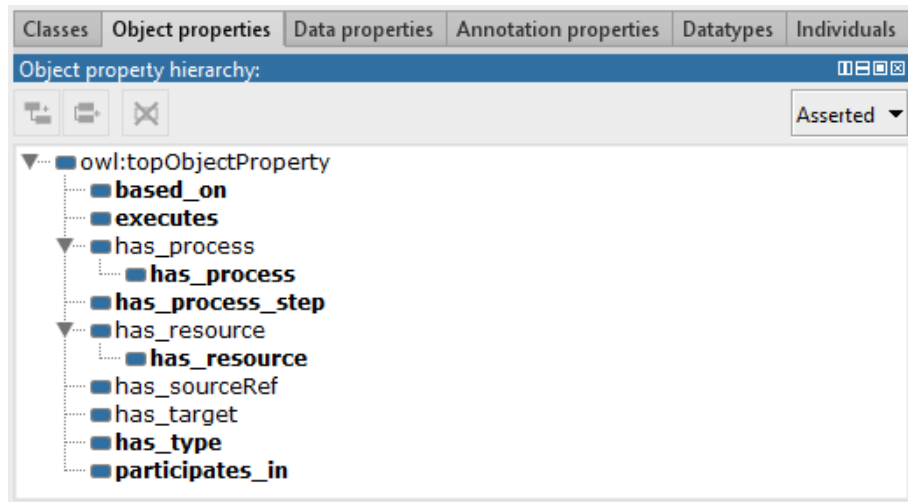 Classes Object properties Data properties Annotation properties Datatypes Individuals
Object property hierarchy:
Asserted
owl:topObjectProperty
based_on
executes
has_process
has_process
has_process_step
has_resource
has_resource
has_sourceRef
has_target
has_type
participates_in